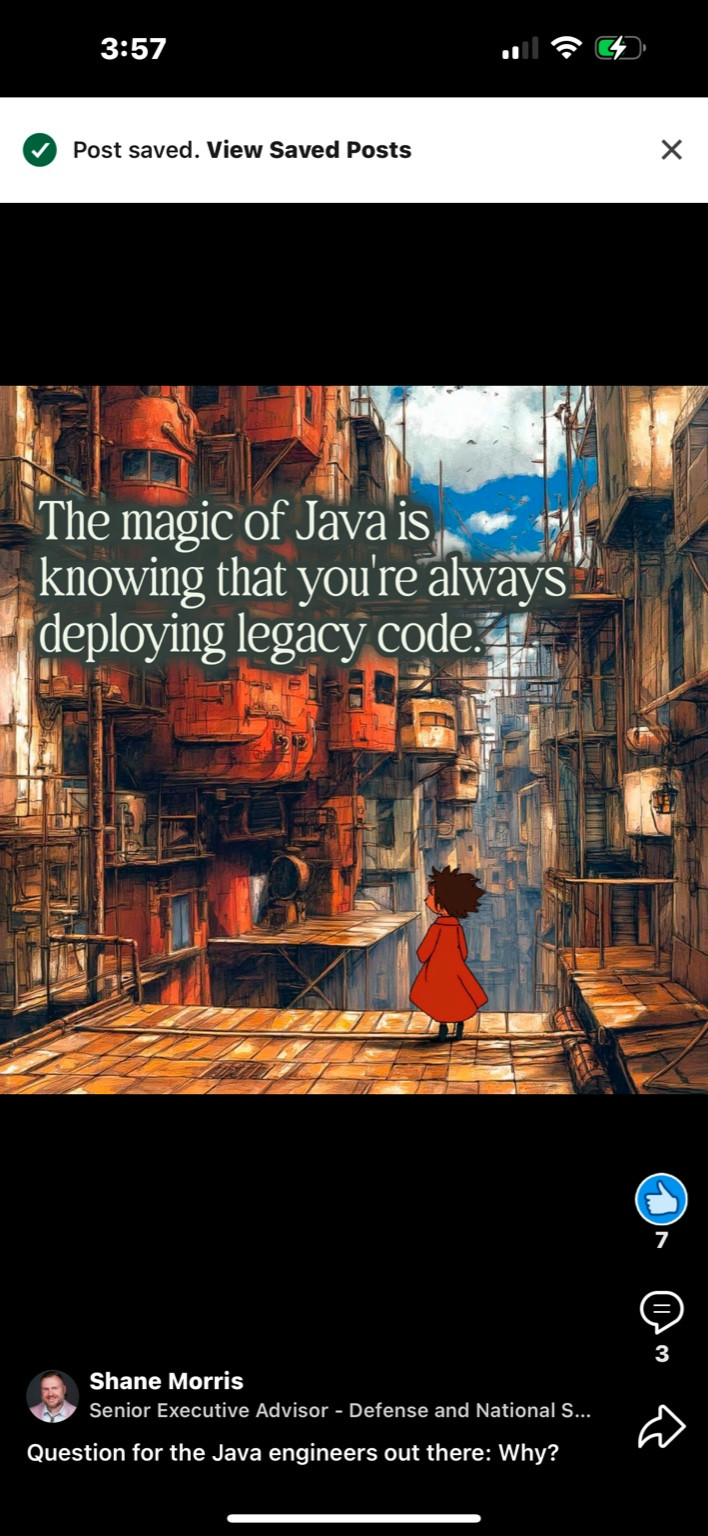 3:57
Post saved. View Saved Posts
The magic of Java is
knowing that you're always
deploying legacy code.
7
3
Shane Morris
Senior Executive Advisor - Defense and National S...
Question for the Java engineers out there: Why?